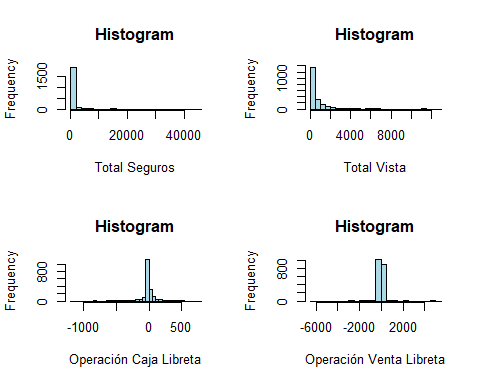 Histogram
Frequency
0 1500
0 20000 40000
Total Seguros
Histogram
Frequency
0 1000
0 4000 8000
Total Vista
Histogram
Frequency
0 800
-1000 0 500
Operación Caja Libreta
Histogram
Frequency
0 800
-6000 -2000 2000
Operación Venta Libreta